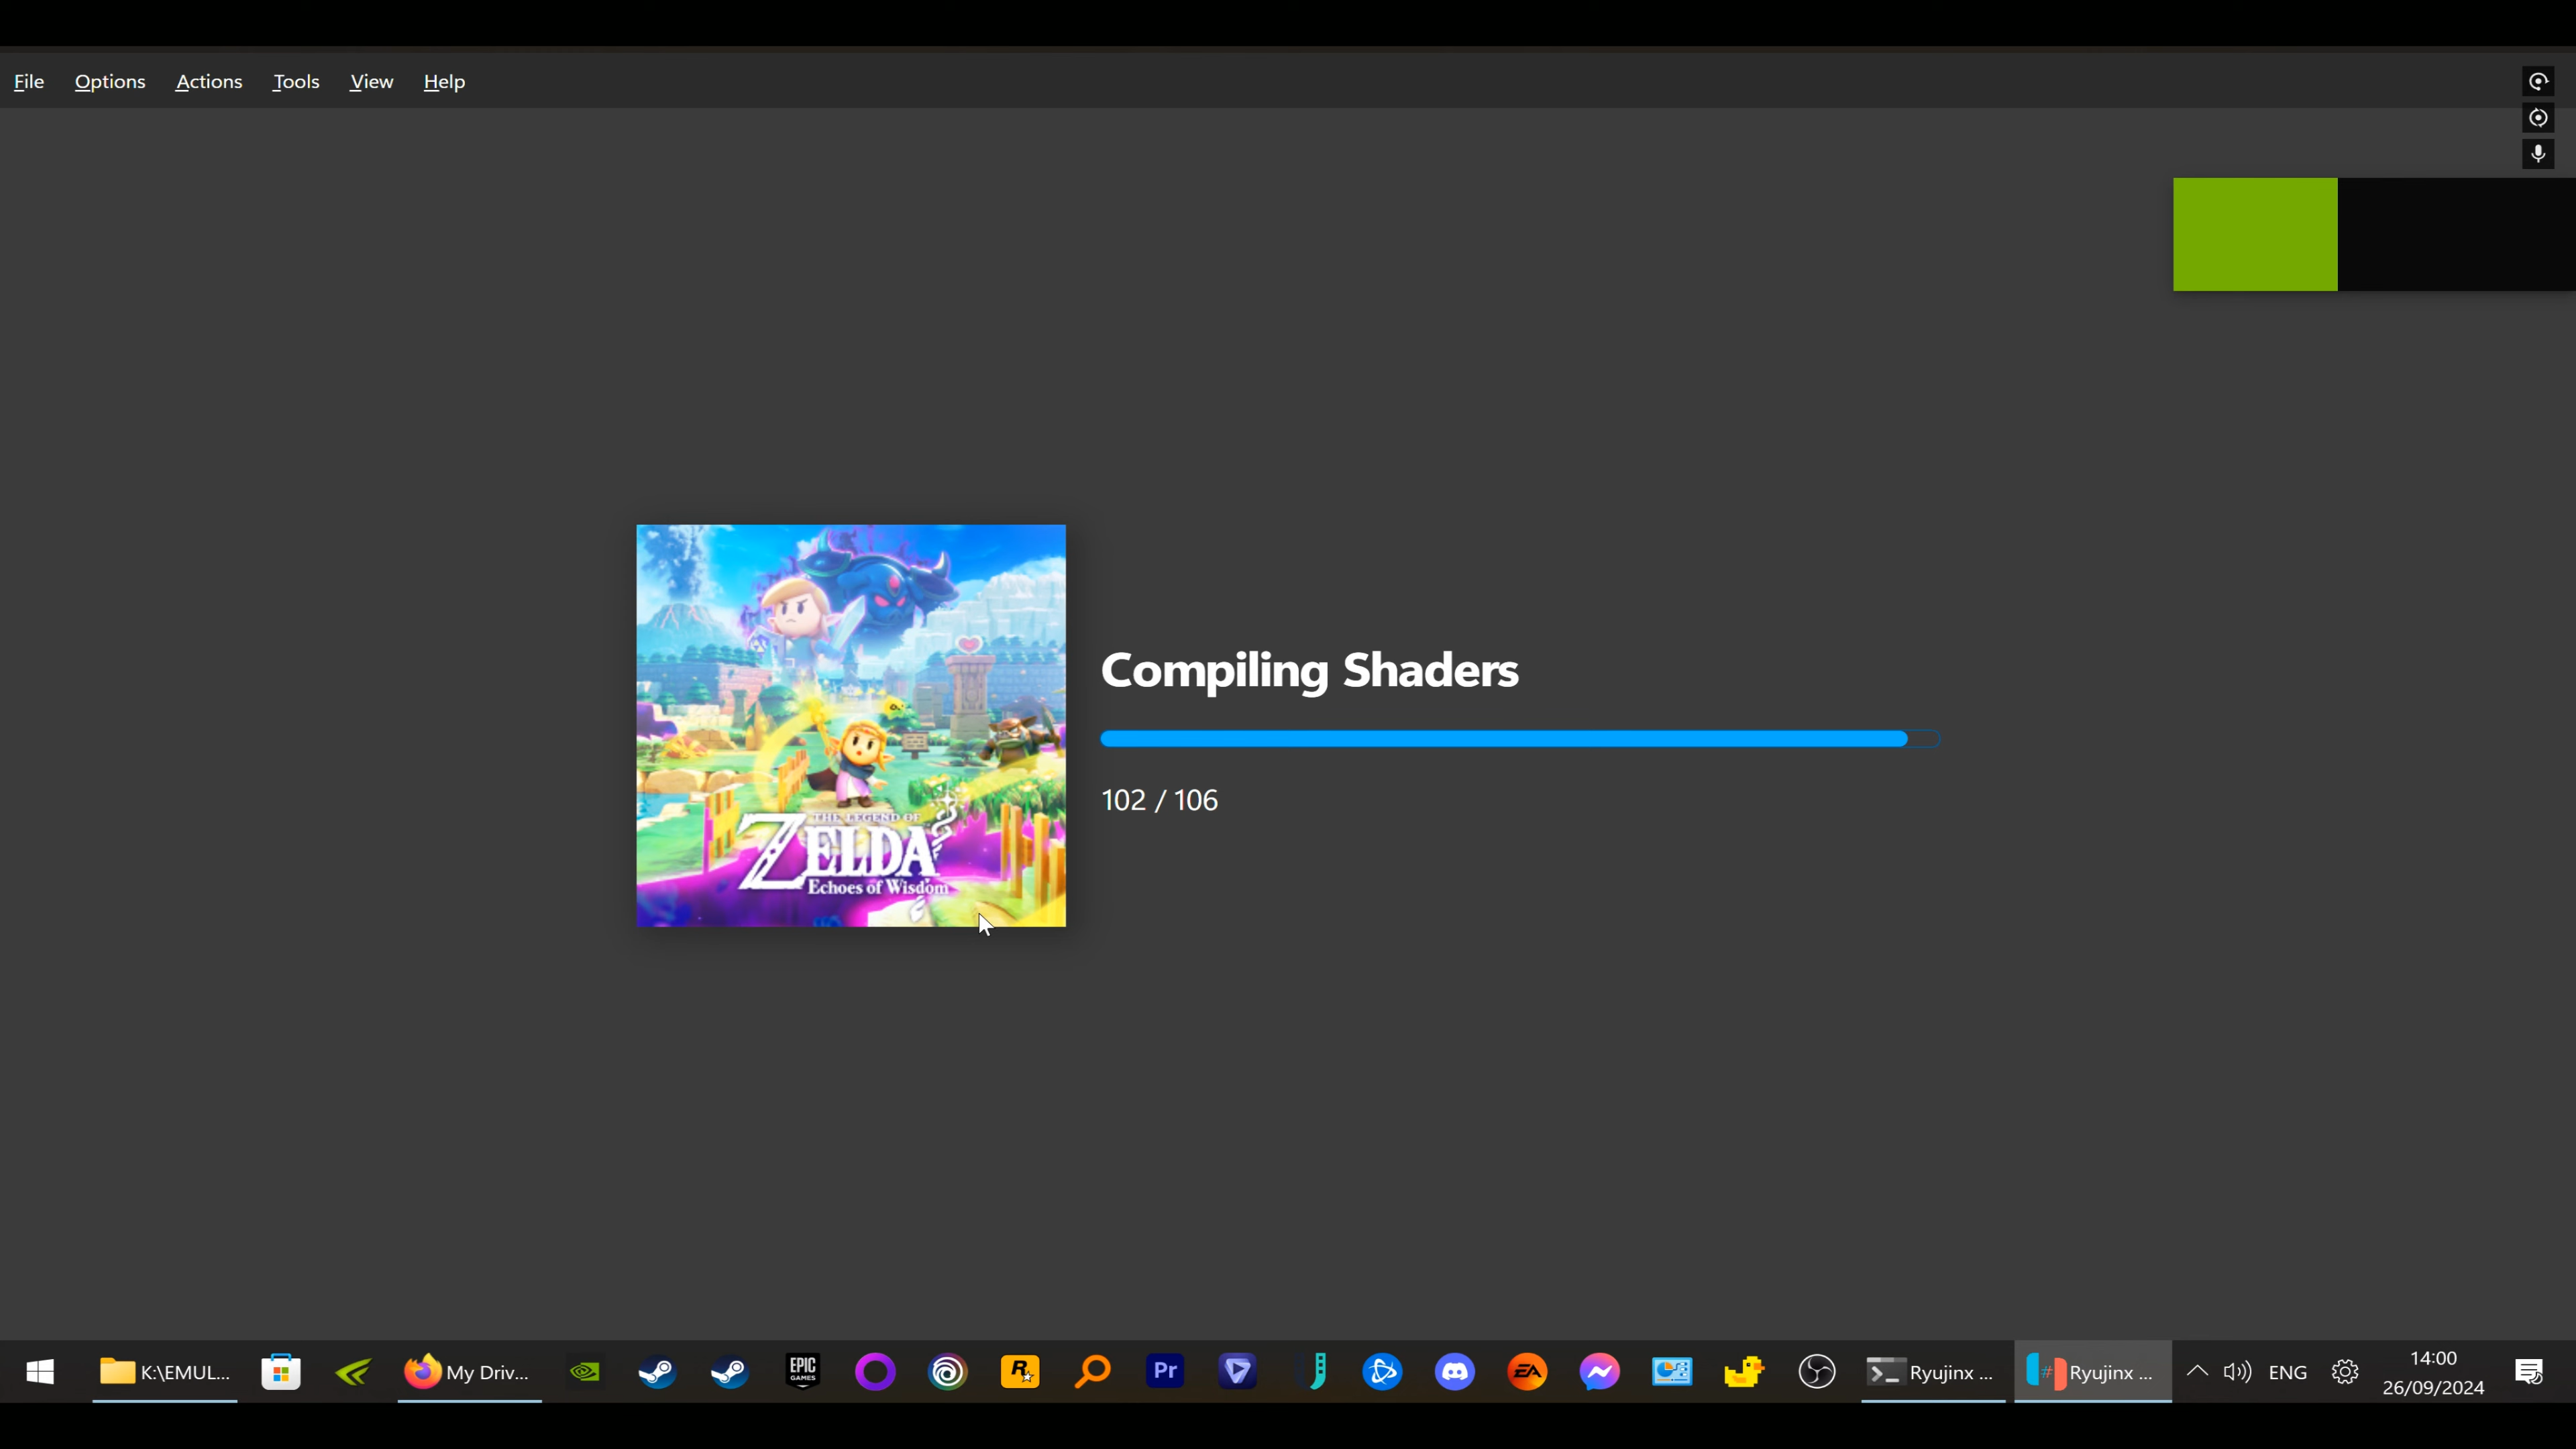 File Options Actions Tools View Help
THE LEGEND OF
ZELDA
Echoes of Wisdom
Compiling Shaders
102 / 106
K:\EMUL...
My Driv...
EPIC
GAMES
R
Pr
EA
Ryujinx ...
Ryujinx ...
ENG
14:00
26/09/2024